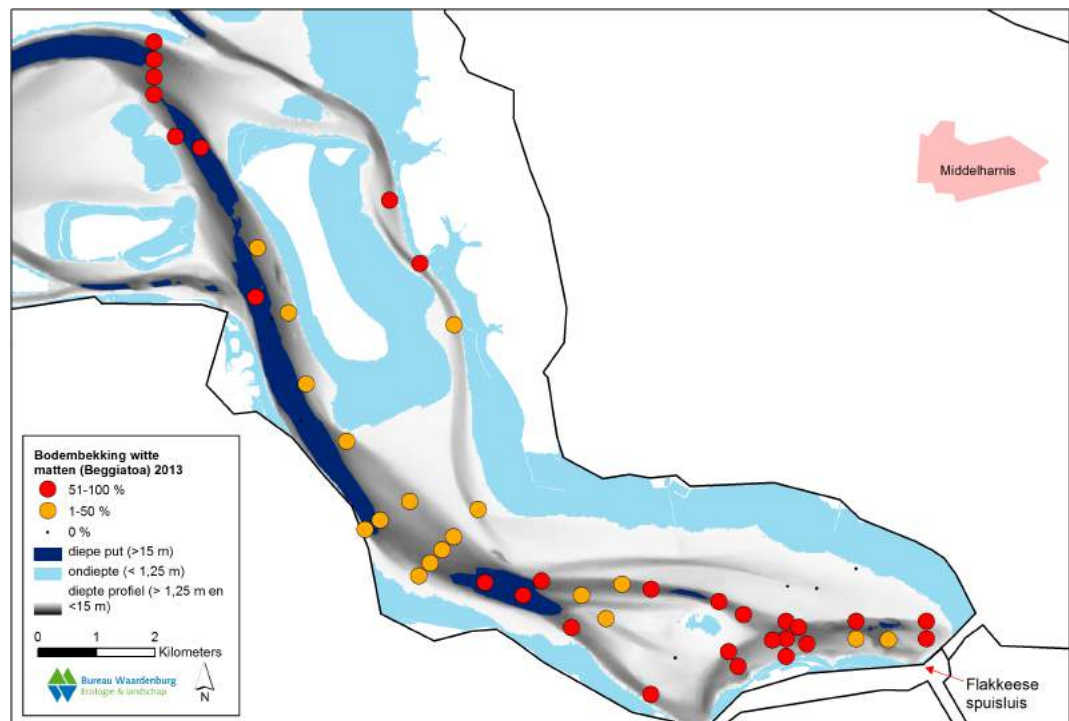 Middelharnis
Bodembekking witte
matten (Beggiatoa) 2013
51-100 %
1-50 %
0 %
diepe put (>15 m)
ondiepte (< 1,25 m)
diepte profiel (> 1,25 m en
<15 m)
0 1 2
Kilometers
Bureau Waardenburg
Ecologie & landschap
N
Flakkeese
spuisluis